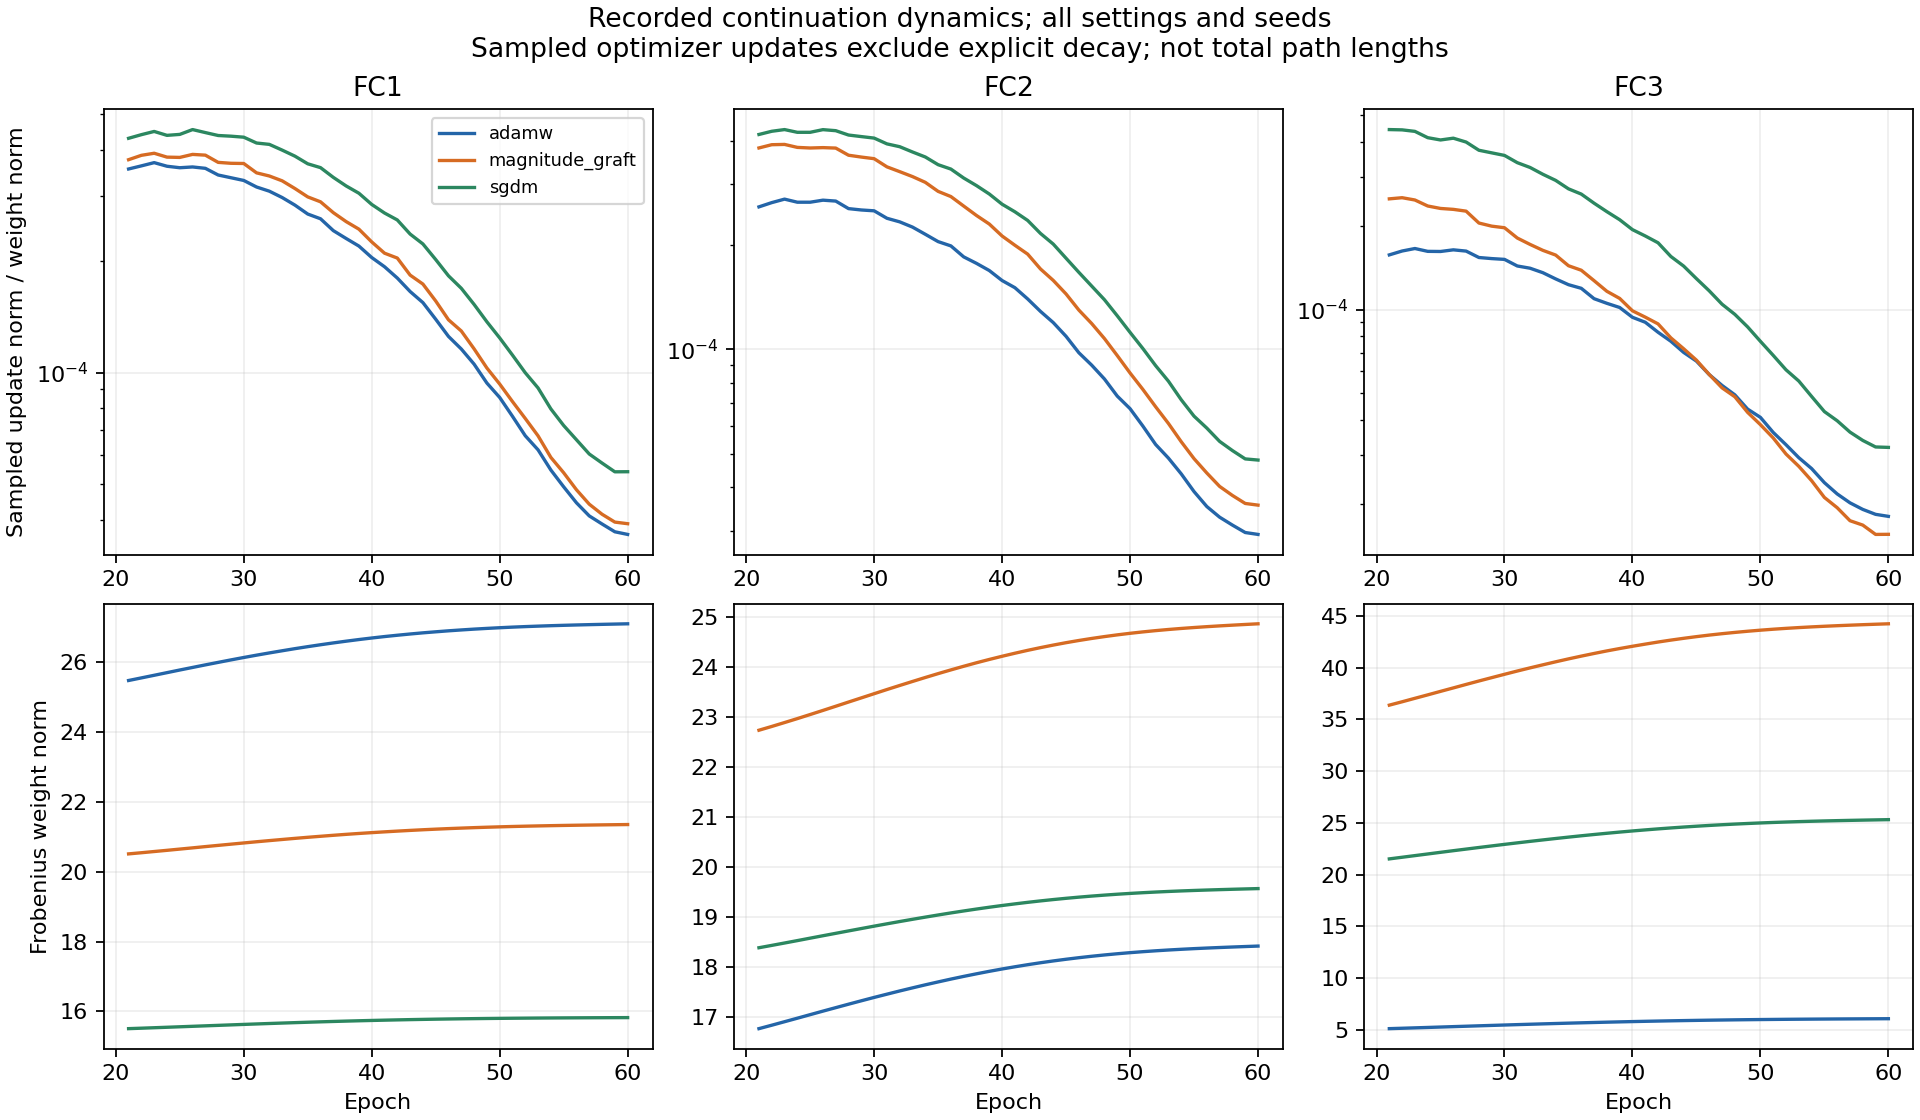 Recorded continuation dynamics; all settings and seeds
Sampled optimizer updates exclude explicit decay; not total path lengths
FC1
FC2
FC3
Sampled update norm / weight norm
adamw
magnitude_graft
sgdm
10⁻⁴
20 30 40 50 60
10⁻⁴
20 30 40 50 60
10⁻⁴
20 30 40 50 60
Frobenius weight norm
26
24
22
20
18
16
20 30 40 50 60
Epoch
25
24
23
22
21
20
19
18
17
20 30 40 50 60
Epoch
45
40
35
30
25
20
15
10
5
20 30 40 50 60
Epoch